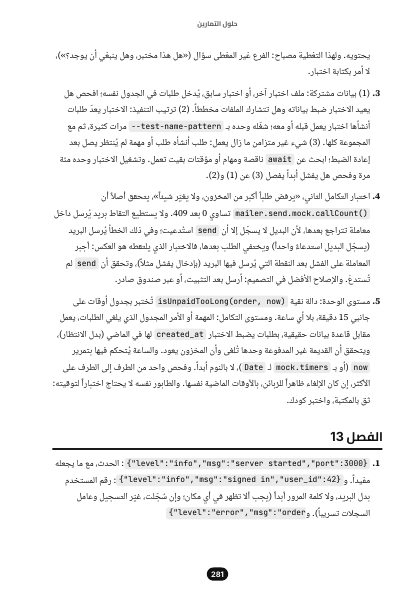 حلول التمارين
يحتويه. ولهذا التغطية مصباح: الفرع غير المغطى سؤال («هل هذا مختبر، وهل ينبغي أن يوجد؟»)،
لا أمر بكتابة اختبار.
3. (1) بيانات مشتركة: ملف اختبار آخر، أو اختبار سابق، يُدخل طلبات في الجدول نفسه؛ افحص هل
يعيد الاختبار ضبط بياناته وهل تتشارك الملفات مخططاً. (2) ترتيب التنفيذ: الاختبار يعدّ طلبات
أنشأها اختبار يعمل قبله أو معه؛ شغّله وحده بـ --test-name-pattern مرات كثيرة، ثم مع
المجموعة كلها. (3) شيء غير متزامن ما زال يعمل: طلب أنشأه طلب أو مهمة لم يُنتظر يصل بعد
إعادة الضبط؛ ابحث عن await ناقصة ومهام أو مؤقتات بقيت تعمل. وتشغيل الاختبار وحده مئة
مرة وفحص هل يفشل أبداً يفصل (3) عن (1) و(2).
4. اختبار التكامل الثاني، «يرفض طلباً أكبر من المخزون، ولا يغيّر شيئاً»، يتحقق أصلاً أن
mailer.send.mock.callCount() تساوي 0 بعد 409. ولا يستطيع التقاط بريد يُرسل داخل
معاملة تتراجع بعدها، لأن البديل لا يسجّل إلا أن send استُدعيت؛ وفي ذلك الخطأ يُرسل البريد
(يسجّل البديل استدعاءً واحداً) ويختفي الطلب بعدها، فالاختبار الذي يلتقطه هو العكس: أجبر
المعاملة على الفشل بعد النقطة التي يُرسل فيها البريد (بإدخال يفشل مثلاً)، وتحقق أن send لم
تُستدعَ. والإصلاح الأفضل في التصميم: أرسل بعد التثبيت، أو عبر صندوق صادر.
5. مستوى الوحدة: دالة نقية isUnpaidTooLong(order, now) تُختبر بجدول أوقات على
جانبي 15 دقيقة، بلا أي ساعة. ومستوى التكامل: المهمة أو الأمر المجدول الذي يلغي الطلبات، يعمل
مقابل قاعدة بيانات حقيقية، بطلبات يضبط الاختبار created_at لها في الماضي (بدل الانتظار)،
ويتحقق أن القديمة غير المدفوعة وحدها تُلغى وأن المخزون يعود. والساعة يُتحكم فيها بتمرير
now (أو بـ mock.timers لـ Date)، لا بالنوم أبداً. وفحص واحد من الطرف إلى الطرف على
الأكثر، إن كان الإلغاء ظاهراً للزبائن، بالأوقات الماضية نفسها. والطابور نفسه لا يحتاج اختباراً لتوقيته:
ثق بالمكتبة، واختبر كودك.
الفصل 13
1. {"level":"info","msg":"server started","port":3000} : الحدث، مع ما يجعله
مفيداً. و {"level":"info","msg":"signed in","user_id":42} : رقم المستخدم
بدل البريد، ولا كلمة المرور أبداً (يجب ألا تظهر في أي مكان؛ وإن سُجّلت، غيّر التسجيل وعامل
السجلات تسريباً). و {"level":"error","msg":"order
281